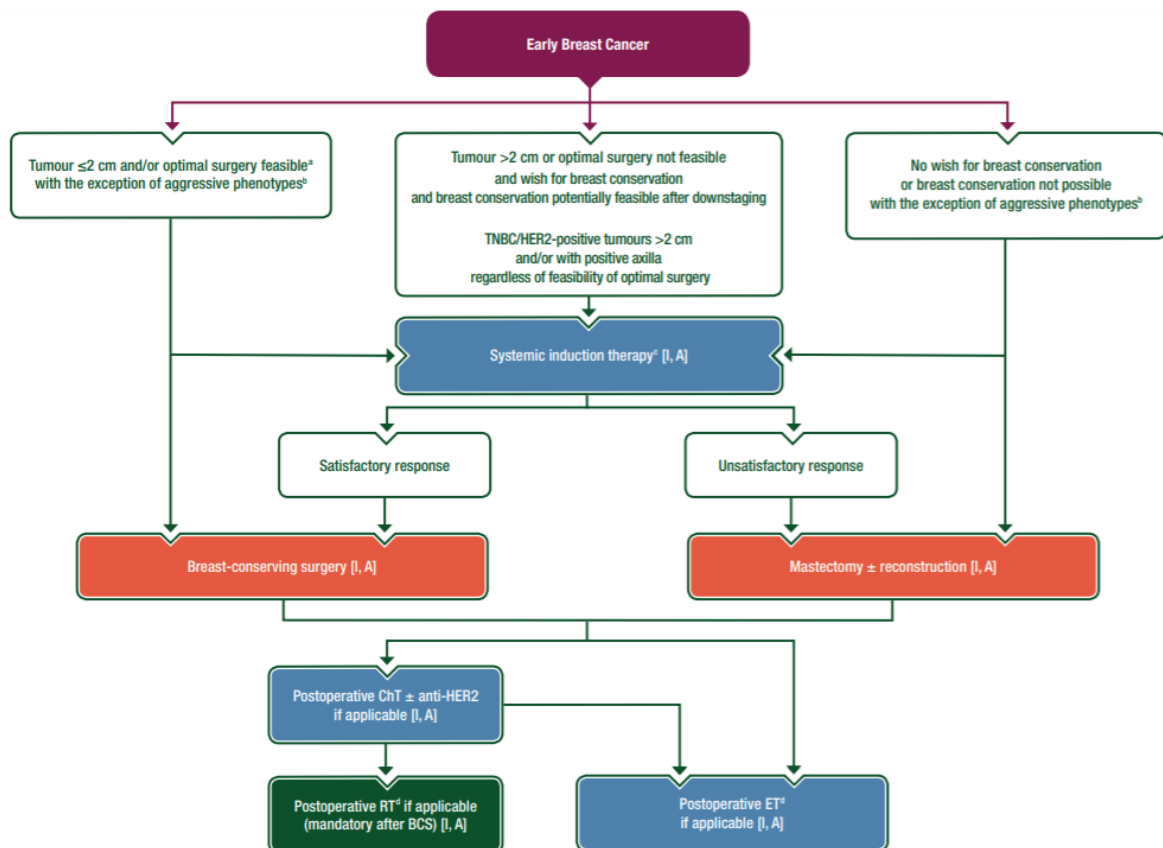 Early Breast Cancer
Tumour ≤2 cm and/or optimal surgery feasibleᵃ
with the exception of aggressive phenotypesᵇ
Tumour >2 cm or optimal surgery not feasible
and wish for breast conservation
and breast conservation potentially feasible after downstaging
TNBC/HER2-positive tumours >2 cm
and/or with positive axilla
regardless of feasibility of optimal surgery
No wish for breast conservation
or breast conservation not possible
with the exception of aggressive phenotypesᵇ
Systemic induction therapyᶜ [I, A]
Satisfactory response
Unsatisfactory response
Breast-conserving surgery [I, A]
Mastectomy ± reconstruction [I, A]
Postoperative ChT ± anti-HER2
if applicable [I, A]
Postoperative RTᵈ if applicable
(mandatory after BCS) [I, A]
Postoperative ETᵈ
if applicable [I, A]